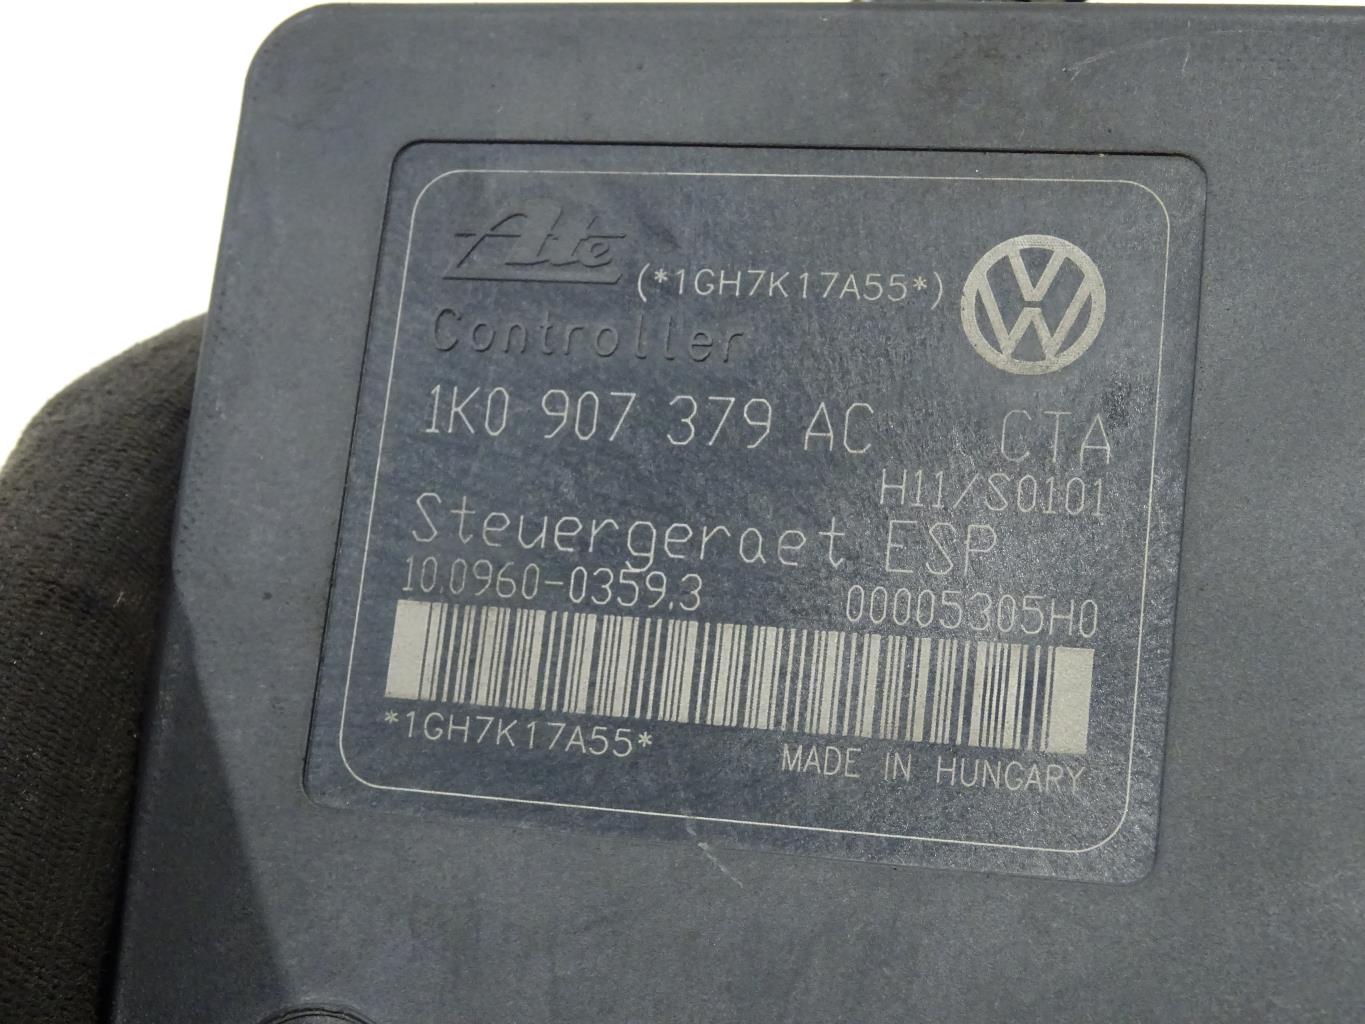 Ate (*1GH7K17A55*) VW
Controller
1K0 907 379 AC CTA
H11/S0101
Steuergeraet ESP
10.0960-0359.3 00005305H0
*1GH7K17A55*
MADE IN HUNGARY